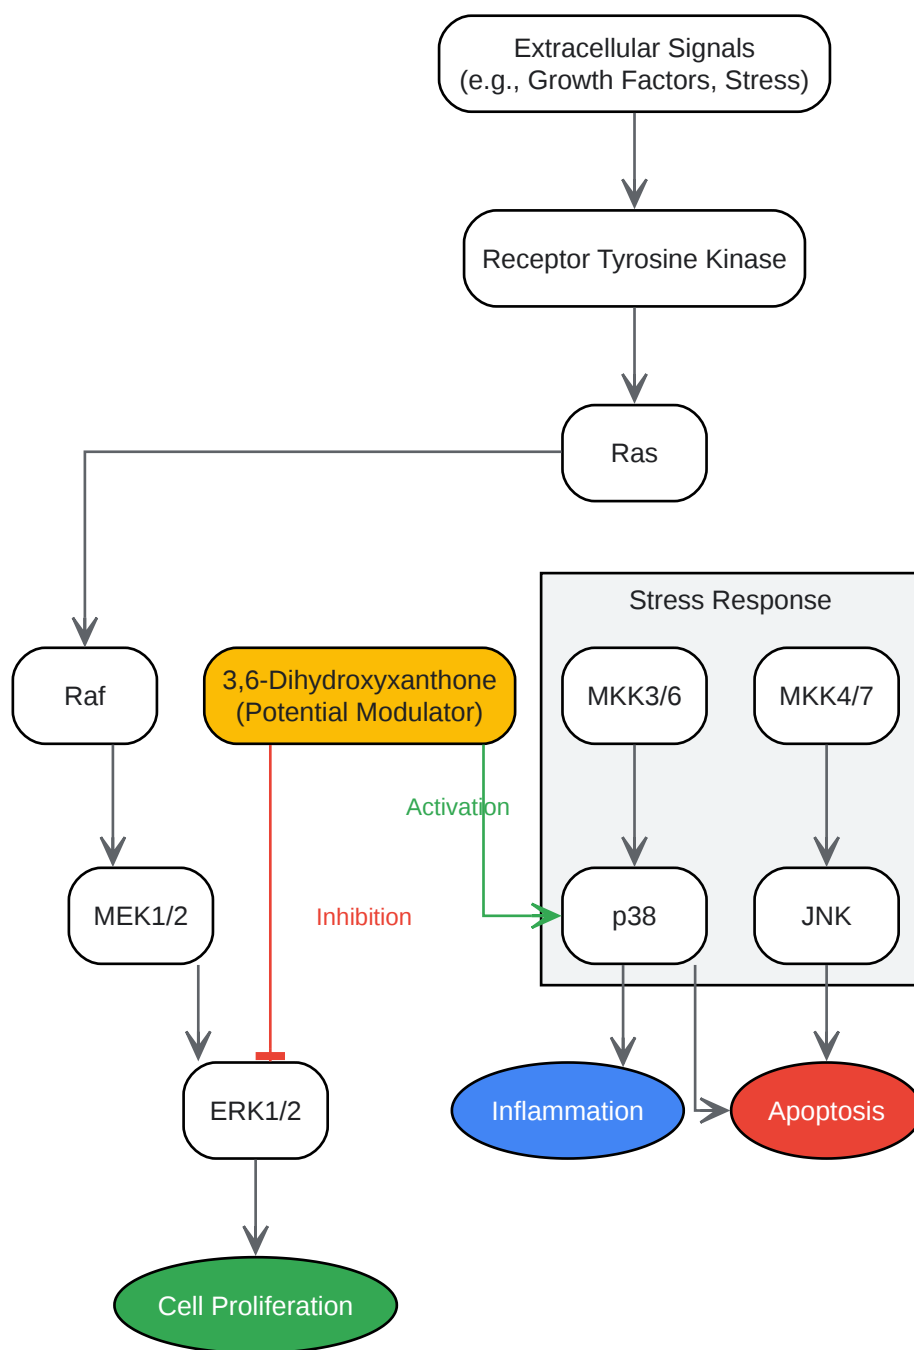 Extracellular Signals
(e.g., Growth Factors, Stress)
Receptor Tyrosine Kinase
Ras
Stress Response
Raf
3,6-Dihydroxyxanthone
(Potential Modulator)
MKK3/6
MKK4/7
Activation
MEK1/2
Inhibition
p38
JNK
ERK1/2
Inflammation
Apoptosis
Cell Proliferation